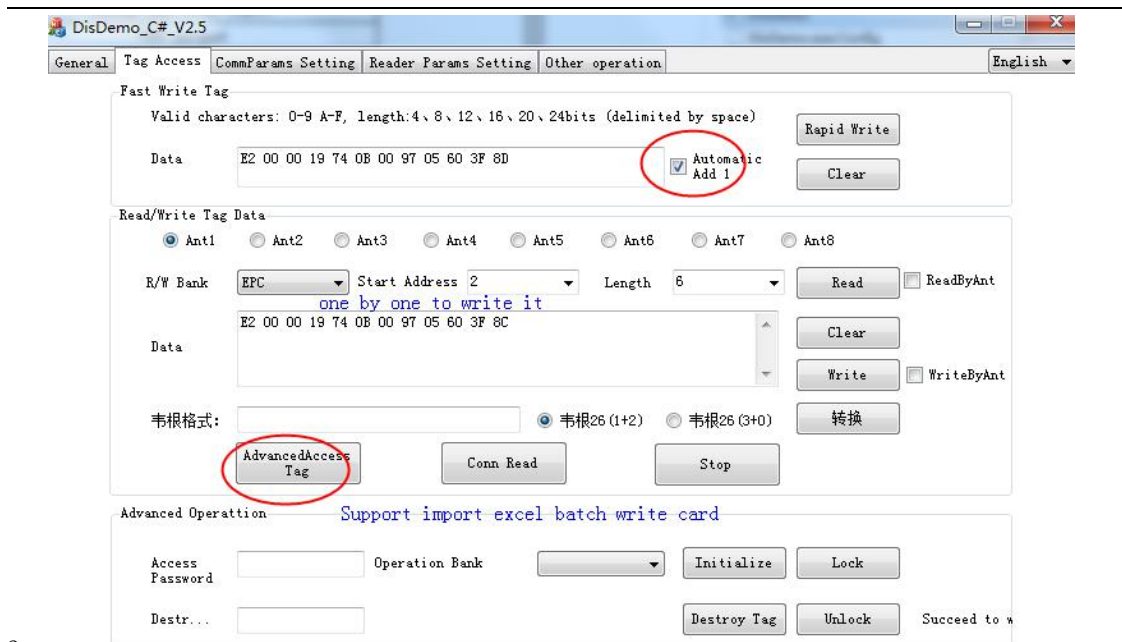 DisDemo_C#_V2.5
General Tag Access CommParams Setting Reader Params Setting Other operation English
Fast Write Tag
Valid characters: 0-9 A-F, length:4、8、12、16、20、24bits (delimited by space)
Rapid Write
Data E2 00 00 19 74 0B 00 97 05 60 3F 8D Automatic Add 1
Clear
Read/Write Tag Data
Ant1 Ant2 Ant3 Ant4 Ant5 Ant6 Ant7 Ant8
R/W Bank EPC Start Address 2 Length 6 Read ReadByAnt
one by one to write it
E2 00 00 19 74 0B 00 97 05 60 3F 8C
Clear
Data
Write WriteByAnt
韦根格式: 韦根26(1+2) 韦根26(3+0) 转换
AdvancedAccess Tag Conn Read Stop
Advanced Operattion Support import excel batch write card
Access Password Operation Bank Initialize Lock
Destr... Destroy Tag Unlock Succeed to